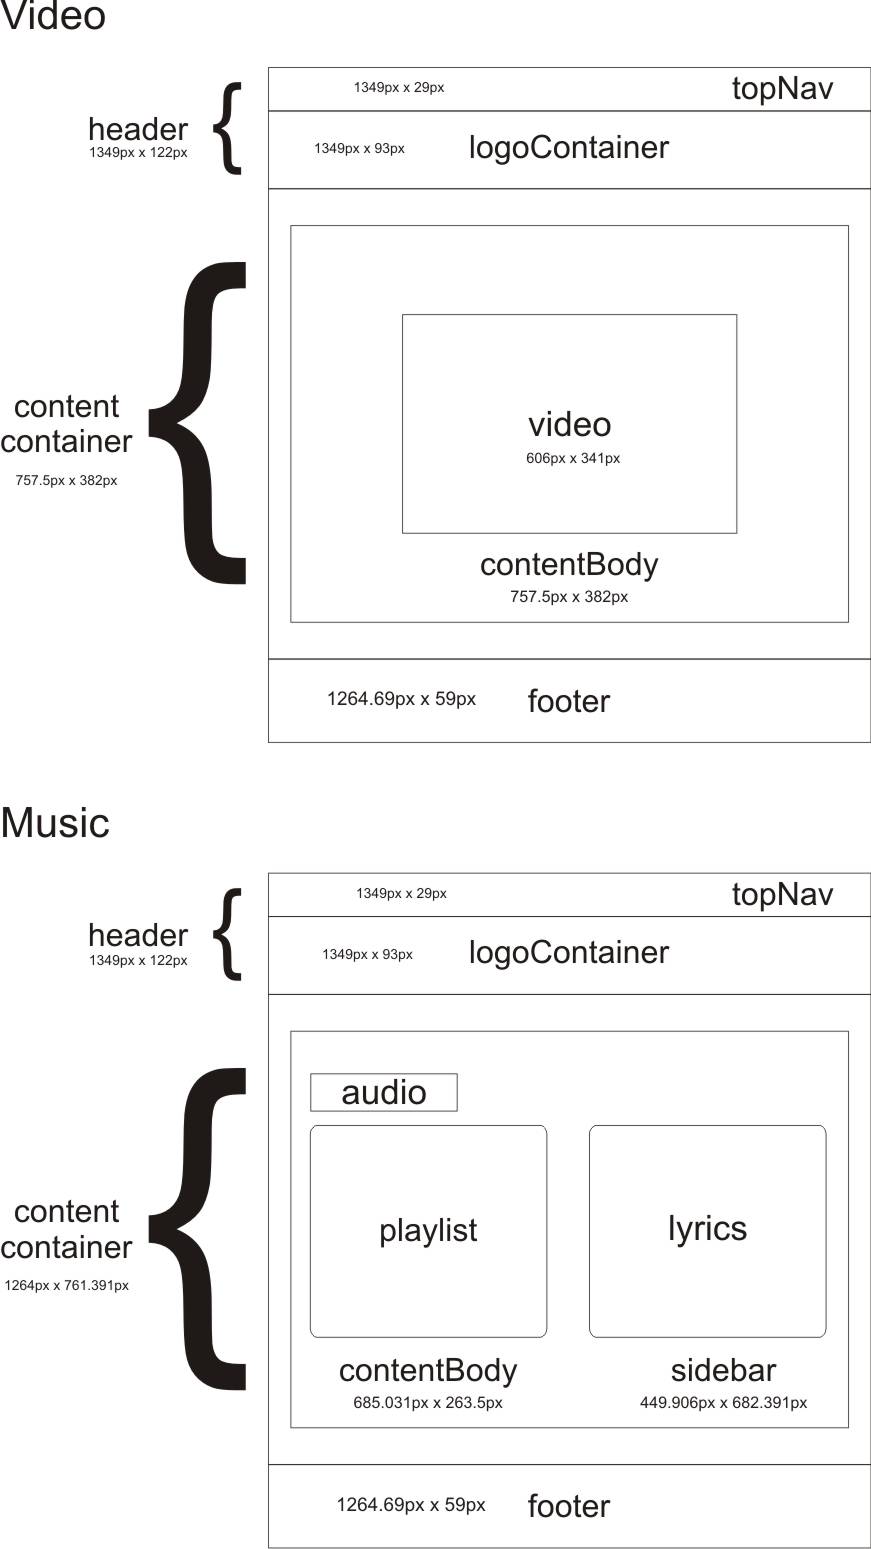 Video
1349px x 29px
topNav
header
1349px x 122px
1349px x 93px
logoContainer
content
container
757.5px x 382px
video
606px x 341px
contentBody
757.5px x 382px
1264.69px x 59px
footer
Music
1349px x 29px
topNav
header
1349px x 122px
1349px x 93px
logoContainer
audio
content
container
1264px x 761.391px
playlist
lyrics
contentBody
685.031px x 263.5px
sidebar
449.906px x 682.391px
1264.69px x 59px
footer